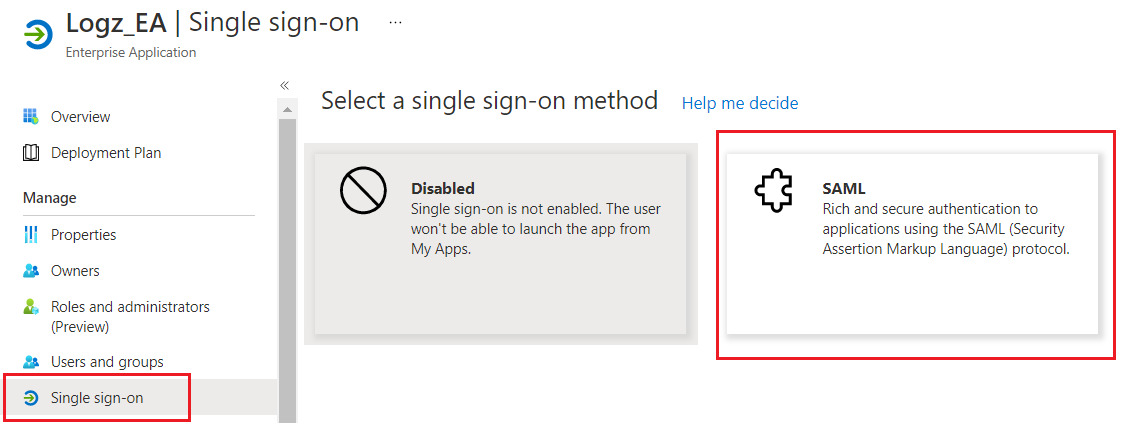 Logz_EA | Single sign-on ...
Enterprise Application
«
Overview
Deployment Plan
Manage
Properties
Owners
Roles and administrators
(Preview)
Users and groups
Single sign-on
Select a single sign-on method Help me decide
Disabled
Single sign-on is not enabled. The user
won't be able to launch the app from
My Apps.
SAML
Rich and secure authentication to
applications using the SAML (Security
Assertion Markup Language) protocol.